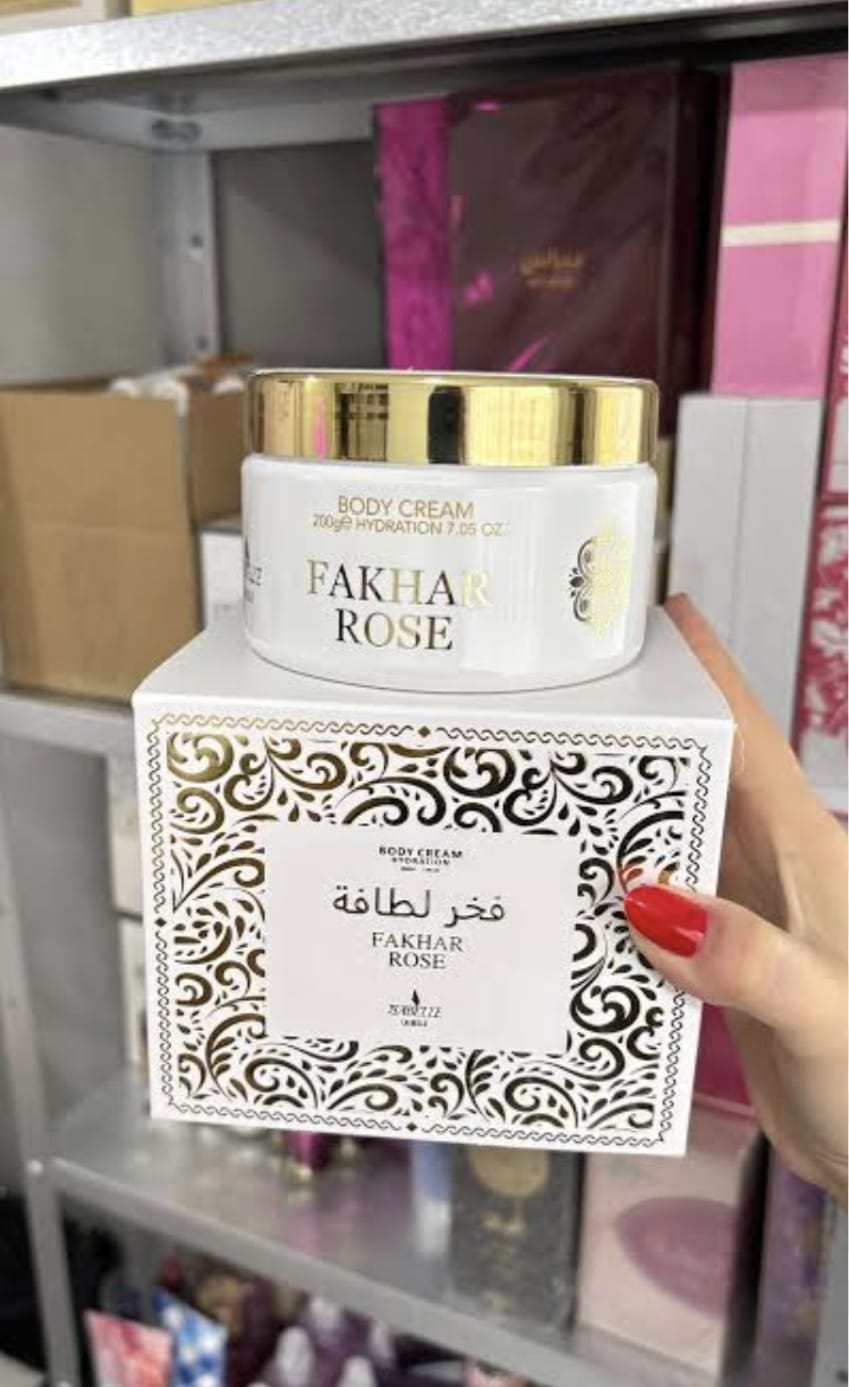 BODY CREAM
200g℮ HYDRATION 7.05 OZ.
FAKHAR
ROSE
BODY CREAM
HYDRATION
فخر لطافة
FAKHAR
ROSE